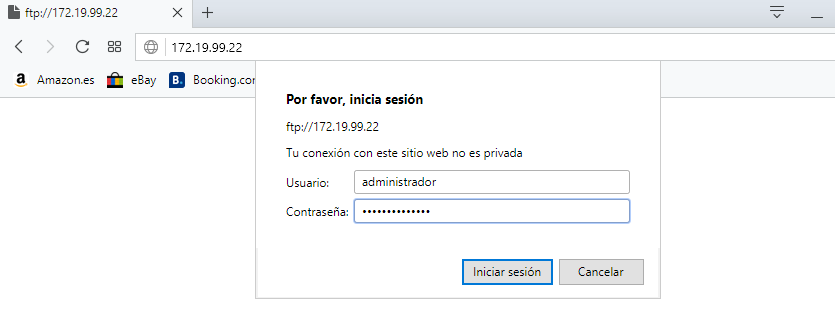 ftp://172.19.99.22
172.19.99.22
Amazon.es eBay B. Booking.com
Por favor, inicia sesión
ftp://172.19.99.22
Tu conexión con este sitio web no es privada
Usuario: administrador
Contraseña: ••••••••••••••
Iniciar sesión Cancelar